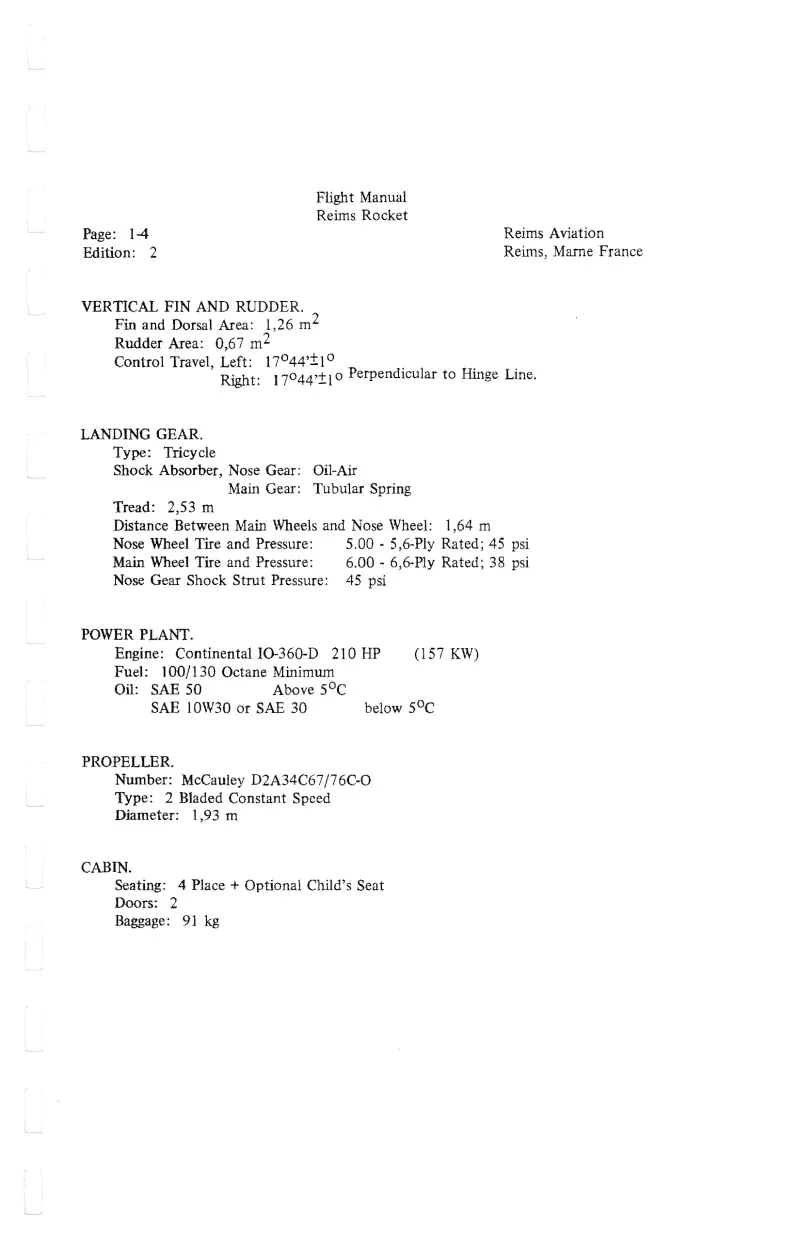 Flight Manual
Reims Rocket
Page: 1-4
Reims Aviation
Edition: 2
Reims, Marne France
VERTICAL FIN AND RUDDER.
Fin and Dorsal Area: 1,26 m²
Rudder Area: 0,67 m²
Control Travel, Left: 17°44'±1°
Right: 17°44'±1° Perpendicular to Hinge Line.
LANDING GEAR.
Type: Tricycle
Shock Absorber, Nose Gear: Oil-Air
Main Gear: Tubular Spring
Tread: 2,53 m
Distance Between Main Wheels and Nose Wheel: 1,64 m
Nose Wheel Tire and Pressure: 5.00 - 5,6-Ply Rated; 45 psi
Main Wheel Tire and Pressure: 6.00 - 6,6-Ply Rated; 38 psi
Nose Gear Shock Strut Pressure: 45 psi
POWER PLANT.
Engine: Continental IO-360-D 210 HP (157 KW)
Fuel: 100/130 Octane Minimum
Oil: SAE 50 Above 5°C
SAE 10W30 or SAE 30 below 5°C
PROPELLER.
Number: McCauley D2A34C67/76C-O
Type: 2 Bladed Constant Speed
Diameter: 1,93 m
CABIN.
Seating: 4 Place + Optional Child's Seat
Doors: 2
Baggage: 91 kg